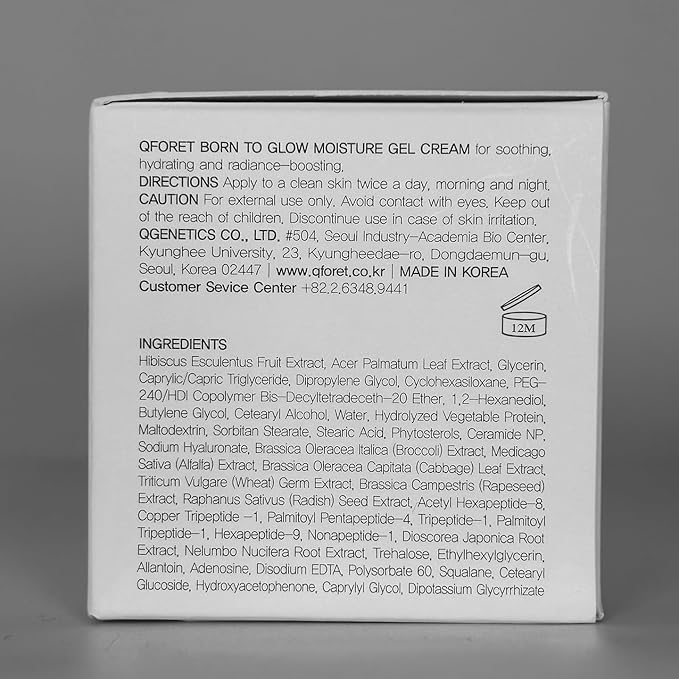 QFORET BORN TO GLOW MOISTURE GEL CREAM for soothing,
hydrating and radiance-boosting.
DIRECTIONS Apply to a clean skin twice a day, morning and night.
CAUTION For external use only. Avoid contact with eyes. Keep out
of the reach of children. Discontinue use in case of skin irritation.
QGENETICS CO., LTD. #504, Seoul Industry-Academia Bio Center,
Kyunghee University, 23, Kyungheedae-ro, Dongdaemun-gu,
Seoul, Korea 02447 | www.qforet.co.kr | MADE IN KOREA
Customer Sevice Center +82.2.6348.9441
12M
INGREDIENTS
Hibiscus Esculentus Fruit Extract, Acer Palmatum Leaf Extract, Glycerin,
Caprylic/Capric Triglyceride, Dipropylene Glycol, Cyclohexasiloxane, PEG-
240/HDI Copolymer Bis-Decyltetradeceth-20 Ether, 1,2-Hexanediol,
Butylene Glycol, Cetearyl Alcohol, Water, Hydrolyzed Vegetable Protein,
Maltodextrin, Sorbitan Stearate, Stearic Acid, Phytosterols, Ceramide NP,
Sodium Hyaluronate, Brassica Oleracea Italica (Broccoli) Extract, Medicago
Sativa (Alfalfa) Extract, Brassica Oleracea Capitata (Cabbage) Leaf Extract,
Triticum Vulgare (Wheat) Germ Extract, Brassica Campestris (Rapeseed)
Extract, Raphanus Sativus (Radish) Seed Extract, Acetyl Hexapeptide-8,
Copper Tripeptide -1, Palmitoyl Pentapeptide-4, Tripeptide-1, Palmitoyl
Tripeptide-1, Hexapeptide-9, Nonapeptide-1, Dioscorea Japonica Root
Extract, Nelumbo Nucifera Root Extract, Trehalose, Ethylhexylglycerin,
Allantoin, Adenosine, Disodium EDTA, Polysorbate 60, Squalane, Cetearyl
Glucoside, Hydroxyacetophenone, Caprylyl Glycol, Dipotassium Glycyrrhizate